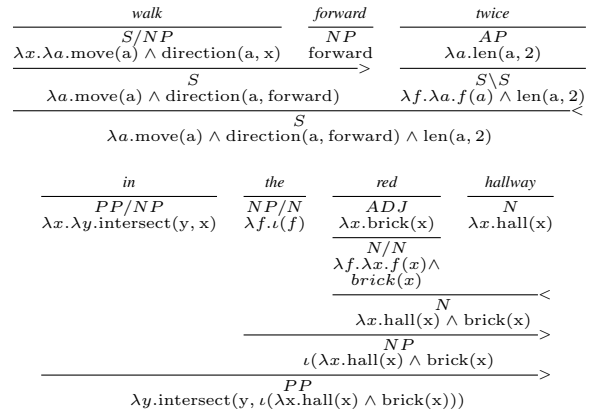 walk forward twice
S/NP NP AP
λx.λa.move(a) ∧ direction(a, x) forward λa.len(a, 2)
>
S S\S
λa.move(a) ∧ direction(a, forward) λf.λa.f(a) ∧ len(a, 2)
<
S
λa.move(a) ∧ direction(a, forward) ∧ len(a, 2)
in the red hallway
PP/NP NP/N ADJ N
λx.λy.intersect(y, x) λf.ι(f) λx.brick(x) λx.hall(x)
N/N
λf.λx.f(x)∧
brick(x)
<
N
λx.hall(x) ∧ brick(x)
>
NP
ι(λx.hall(x) ∧ brick(x)
>
PP
λy.intersect(y, ι(λx.hall(x) ∧ brick(x)))